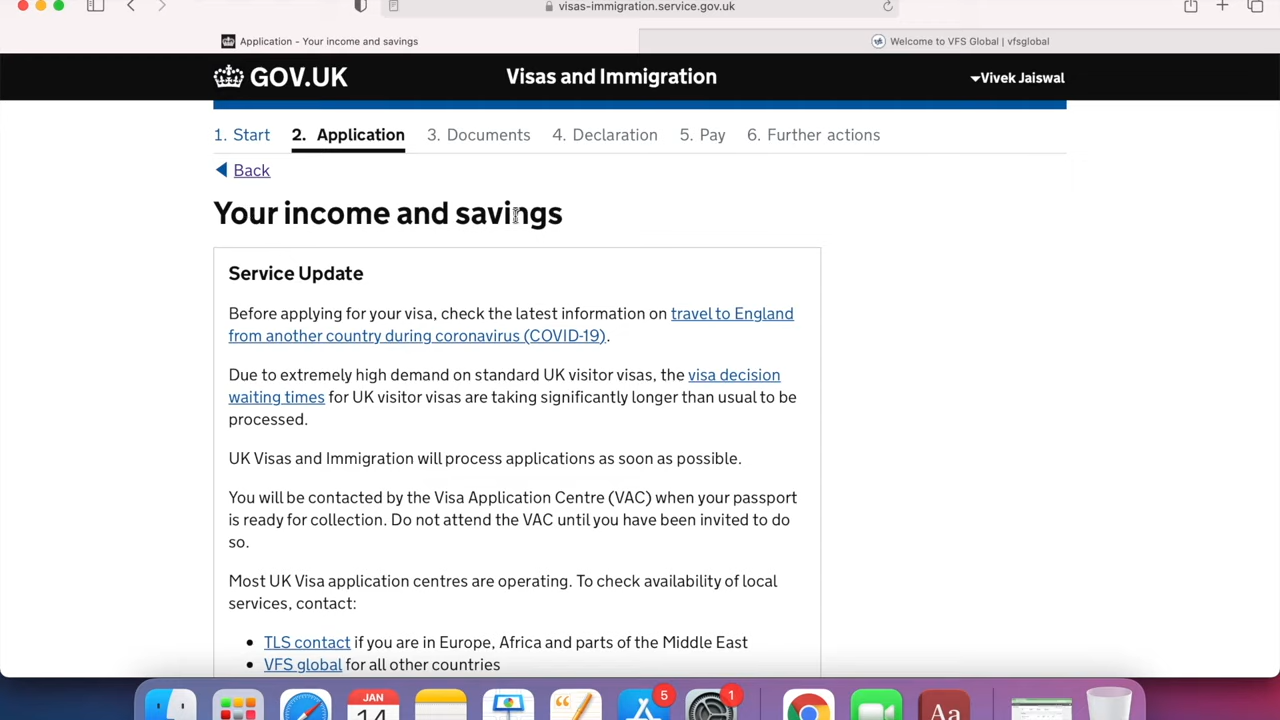 visas-immigration.service.gov.uk
Application - Your income and savings
Welcome to VFS Global | vfsglobal
GOV.UK
Visas and Immigration
Vivek Jaiswal
1. Start 2. Application 3. Documents 4. Declaration 5. Pay 6. Further actions
Back
Your income and savings
Service Update
Before applying for your visa, check the latest information on travel to England
from another country during coronavirus (COVID-19).
Due to extremely high demand on standard UK visitor visas, the visa decision
waiting times for UK visitor visas are taking significantly longer than usual to be
processed.
UK Visas and Immigration will process applications as soon as possible.
You will be contacted by the Visa Application Centre (VAC) when your passport
is ready for collection. Do not attend the VAC until you have been invited to do
so.
Most UK Visa application centres are operating. To check availability of local
services, contact:
TLS contact if you are in Europe, Africa and parts of the Middle East
VFS global for all other countries
JAN
14
5
1
Aa